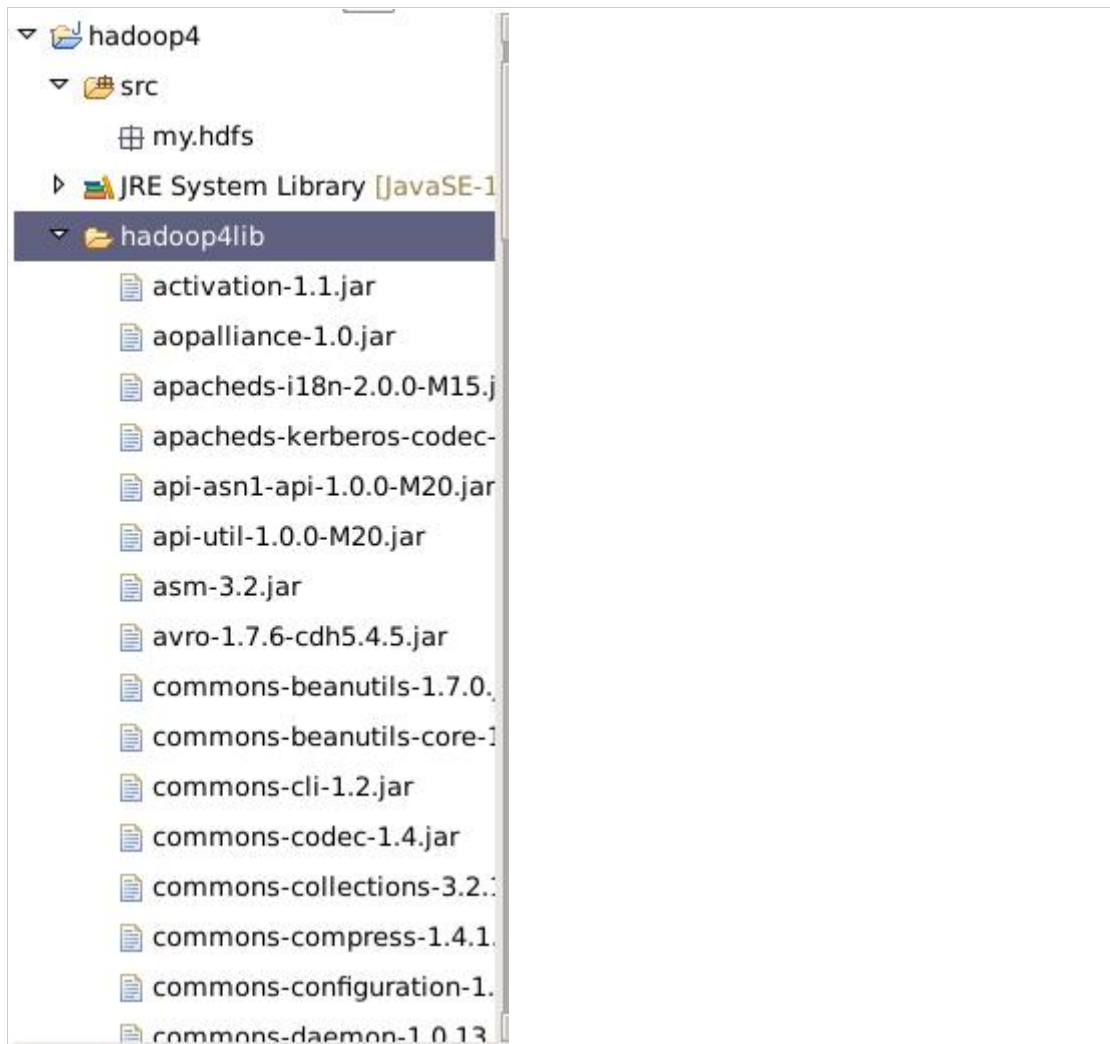 hadoop4
src
my.hdfs
JRE System Library [JavaSE-1
hadoop4lib
activation-1.1.jar
aopalliance-1.0.jar
apacheds-i18n-2.0.0-M15.j
apacheds-kerberos-codec-
api-asn1-api-1.0.0-M20.jar
api-util-1.0.0-M20.jar
asm-3.2.jar
avro-1.7.6-cdh5.4.5.jar
commons-beanutils-1.7.0.
commons-beanutils-core-1
commons-cli-1.2.jar
commons-codec-1.4.jar
commons-collections-3.2.
commons-compress-1.4.1.
commons-configuration-1.
commons-daemon-1.0.13